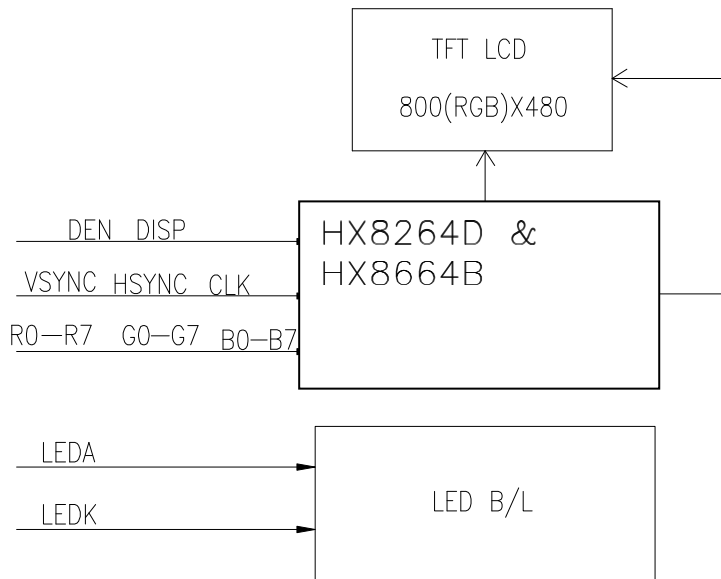 TFT LCD
800(RGB)X480
DEN DISP
HX8264D &
HX8664B
VSYNC HSYNC CLK
R0-R7 G0-G7 B0-B7
LEDA
LEDK
LED B/L